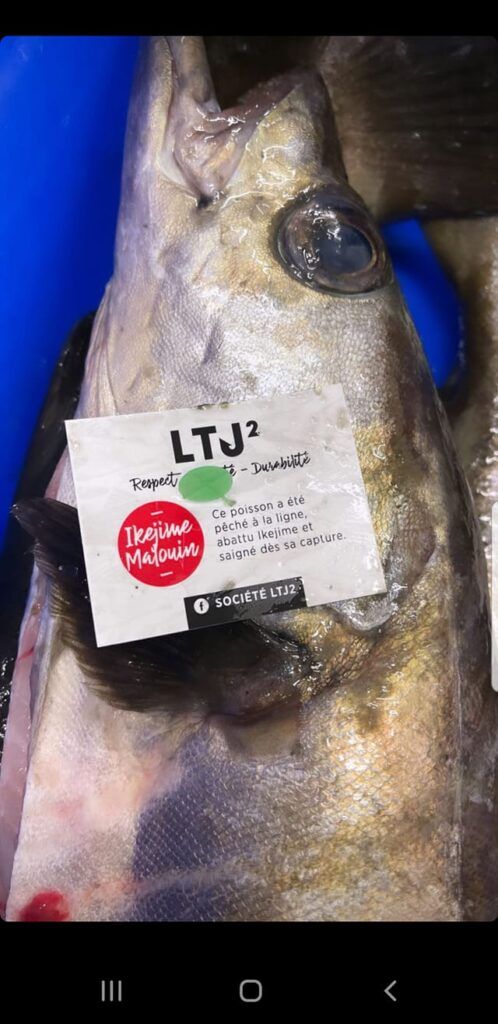 LTJ²
Respect - Durabilité
Ikejime
Malouin
Ce poisson a été
pêché à la ligne,
abattu Ikejime et
saigné dès sa capture.
f SOCIÉTÉ LTJ2